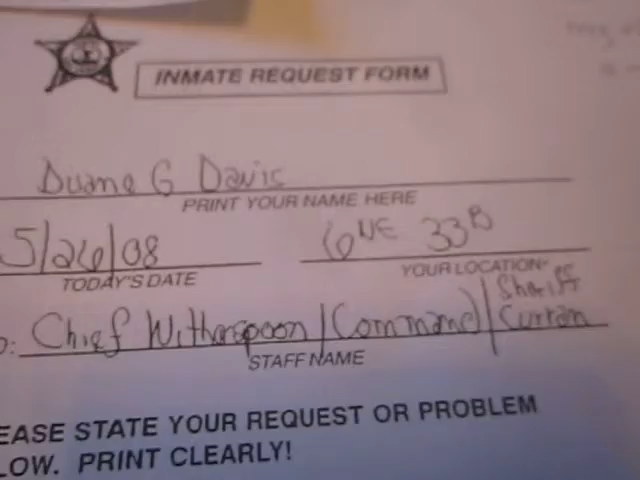 INMATE REQUEST FORM
Duane G Davis
PRINT YOUR NAME HERE
5/26/08 6NE 33B
TODAY'S DATE YOUR LOCATION
Sheriff
O: Chief Witherspoon/Command/Curran
STAFF NAME
EASE STATE YOUR REQUEST OR PROBLEM
LOW. PRINT CLEARLY!